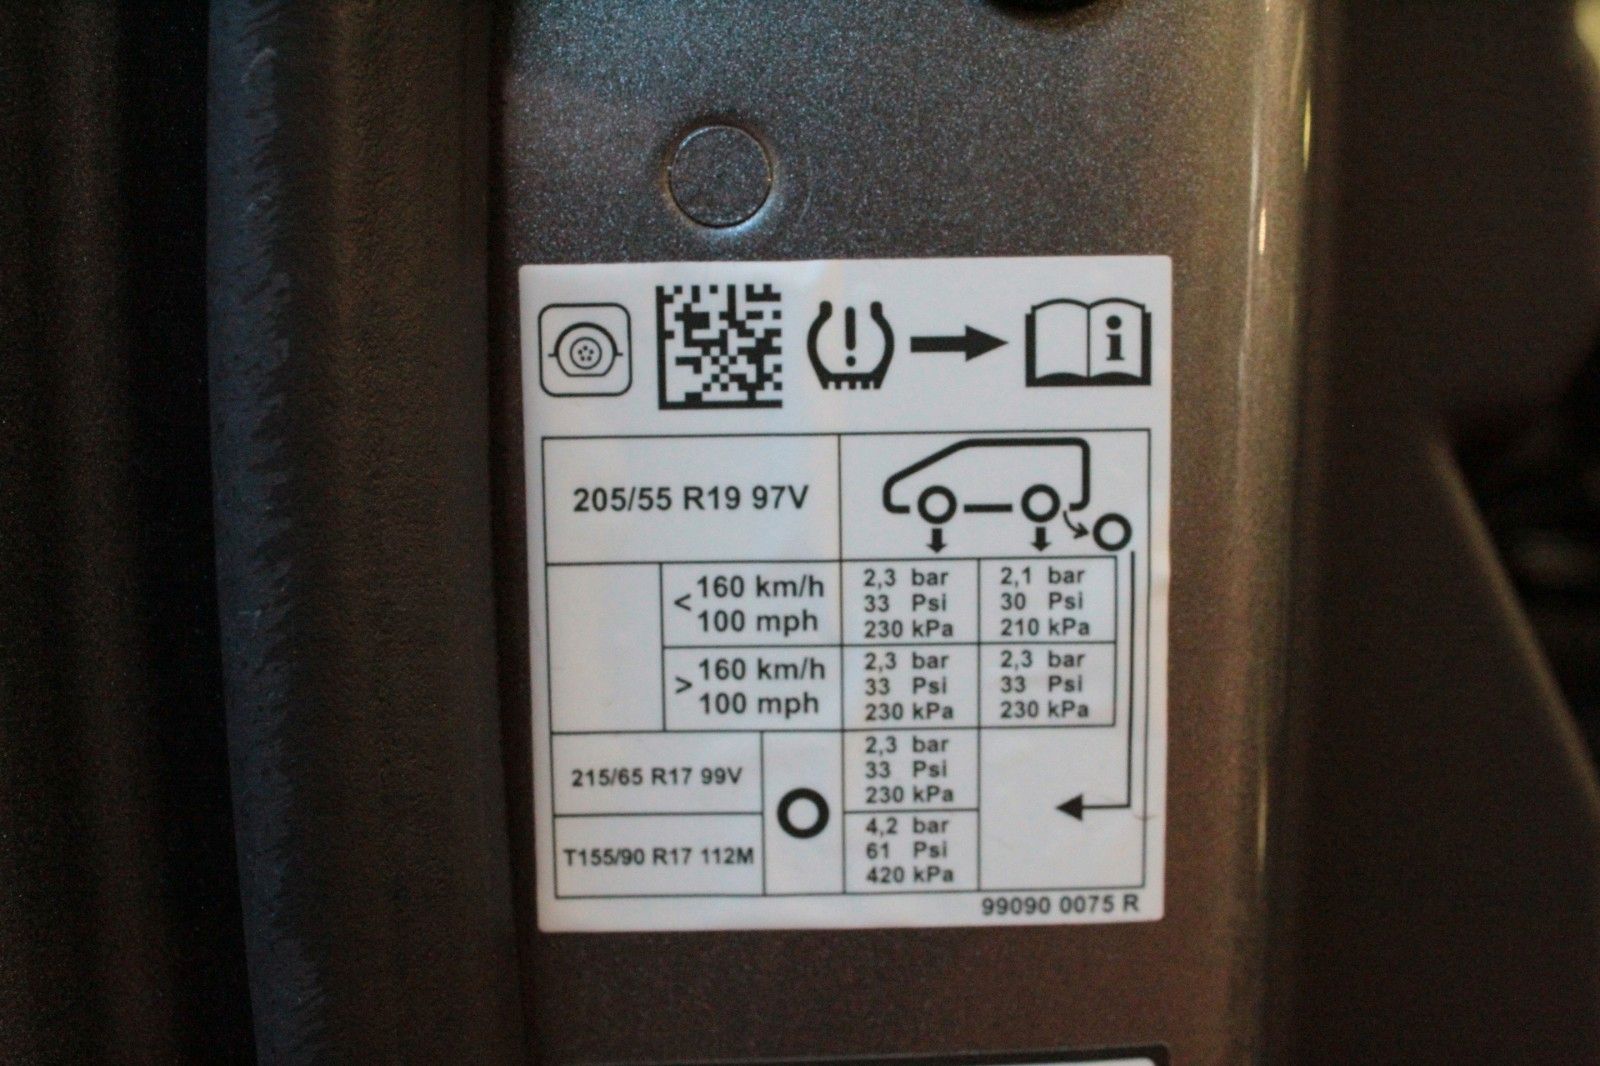 i
205/55 R19 97V
< 160 km/h
100 mph
2,3 bar
33 Psi
230 kPa
2,1 bar
30 Psi
210 kPa
> 160 km/h
100 mph
2,3 bar
33 Psi
230 kPa
2,3 bar
33 Psi
230 kPa
215/65 R17 99V
2,3 bar
33 Psi
230 kPa
T155/90 R17 112M
4,2 bar
61 Psi
420 kPa
99090 0075 R